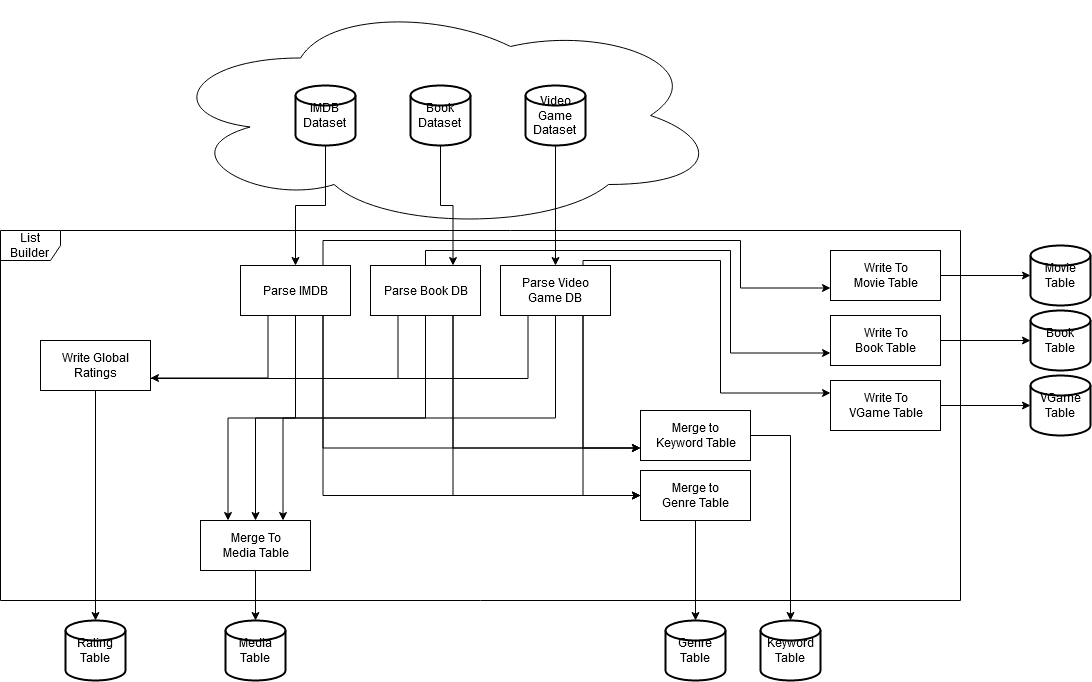 IMDB
Dataset
Book
Dataset
Video
Game
Dataset
List
Builder
Parse IMDB
Parse Book DB
Parse Video
Game DB
Write To
Movie Table
Movie
Table
Write Global
Ratings
Write To
Book Table
Book
Table
Write To
VGame Table
VGame
Table
Merge to
Keyword Table
Merge to
Genre Table
Merge To
Media Table
Rating
Table
Media
Table
Genre
Table
Keyword
Table